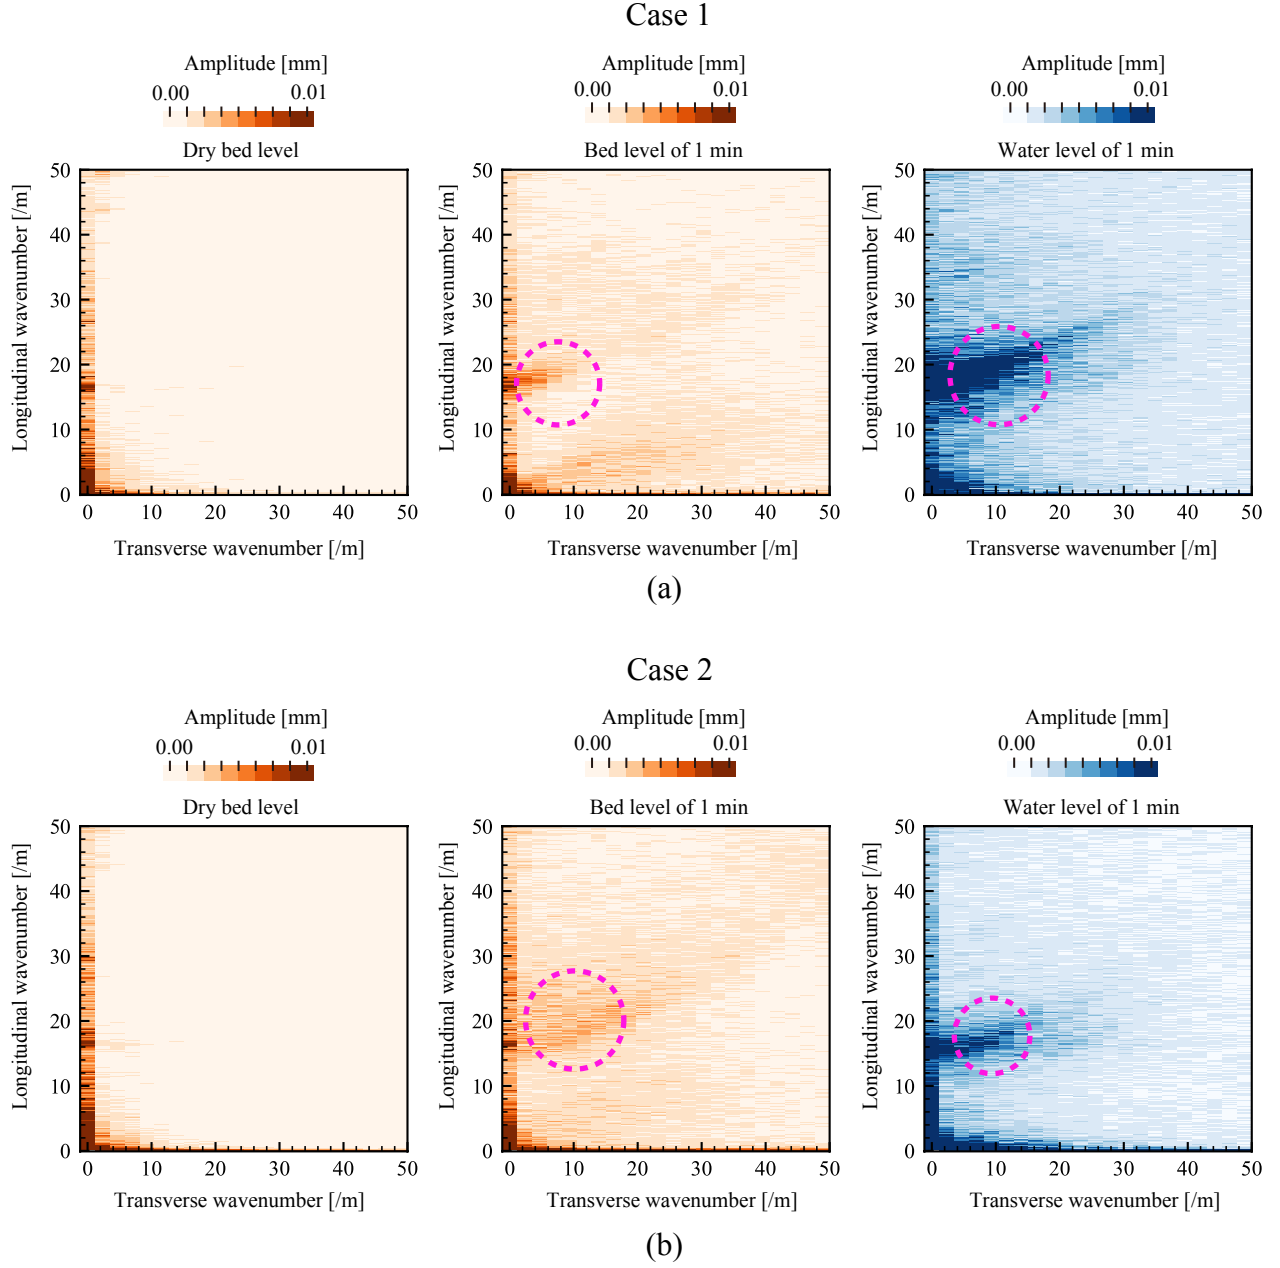 Case 1
Amplitude [mm] Amplitude [mm] Amplitude [mm]
0.00 0.01 0.00 0.01 0.00 0.01
Dry bed level Bed level of 1 min Water level of 1 min
Longitudinal wavenumber [/m] Longitudinal wavenumber [/m] Longitudinal wavenumber [/m]
50 50 50
40 40 40
30 30 30
20 20 20
10 10 10
0 0 0
0 10 20 30 40 50 0 10 20 30 40 50 0 10 20 30 40 50
Transverse wavenumber [/m] Transverse wavenumber [/m] Transverse wavenumber [/m]
(a)
Case 2
Amplitude [mm] Amplitude [mm] Amplitude [mm]
0.00 0.01 0.00 0.01 0.00 0.01
Dry bed level Bed level of 1 min Water level of 1 min
Longitudinal wavenumber [/m] Longitudinal wavenumber [/m] Longitudinal wavenumber [/m]
50 50 50
40 40 40
30 30 30
20 20 20
10 10 10
0 0 0
0 10 20 30 40 50 0 10 20 30 40 50 0 10 20 30 40 50
Transverse wavenumber [/m] Transverse wavenumber [/m] Transverse wavenumber [/m]
(b)